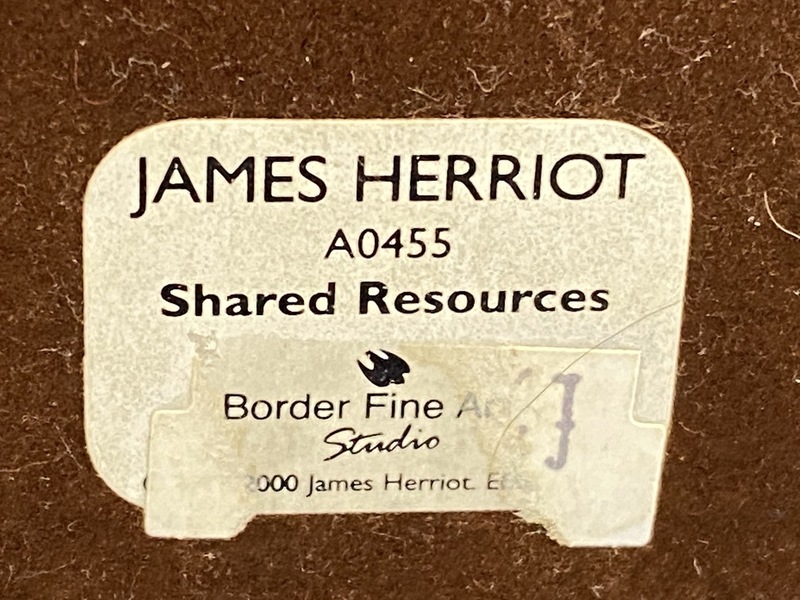 JAMES HERRIOT
A0455
Shared Resources
Border Fine
Studio
2000 James Herriot.